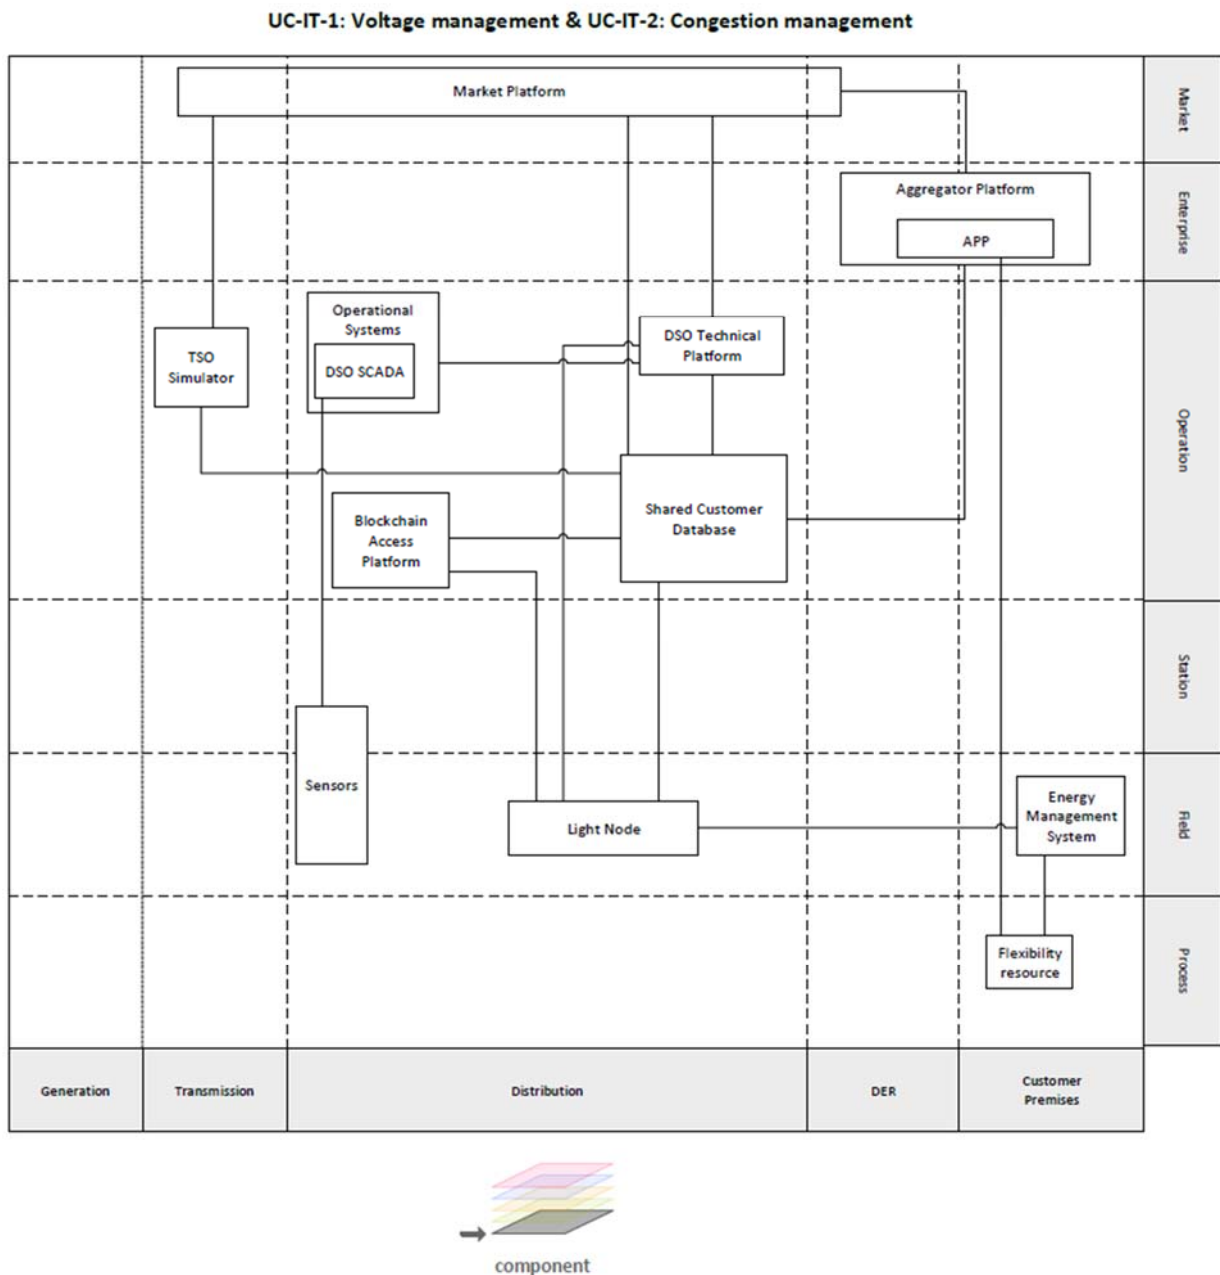 UC-IT-1: Voltage management & UC-IT-2: Congestion management
Market Platform
Market
Aggregator Platform
APP
Enterprise
Operational
Systems
DSO SCADA
TSO
Simulator
DSO Technical
Platform
Operation
Shared Customer
Database
Blockchain
Access
Platform
Station
Sensors
Light Node
Energy
Management
System
Field
Flexibility
resource
Process
Generation
Transmission
Distribution
DER
Customer
Premises
component